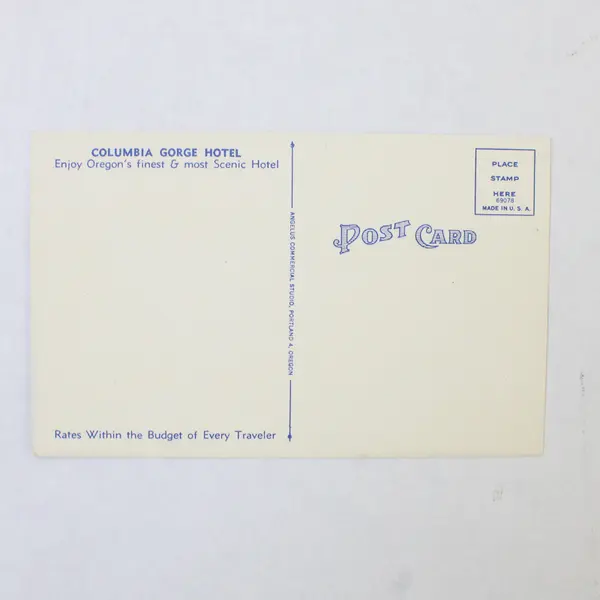 COLUMBIA GORGE HOTEL
Enjoy Oregon's finest & most Scenic Hotel
Rates Within the Budget of Every Traveler
ANGELUS COMMERCIAL STUDIO, PORTLAND 4, OREGON
POST CARD
PLACE
STAMP
HERE
69078
MADE IN U. S. A.